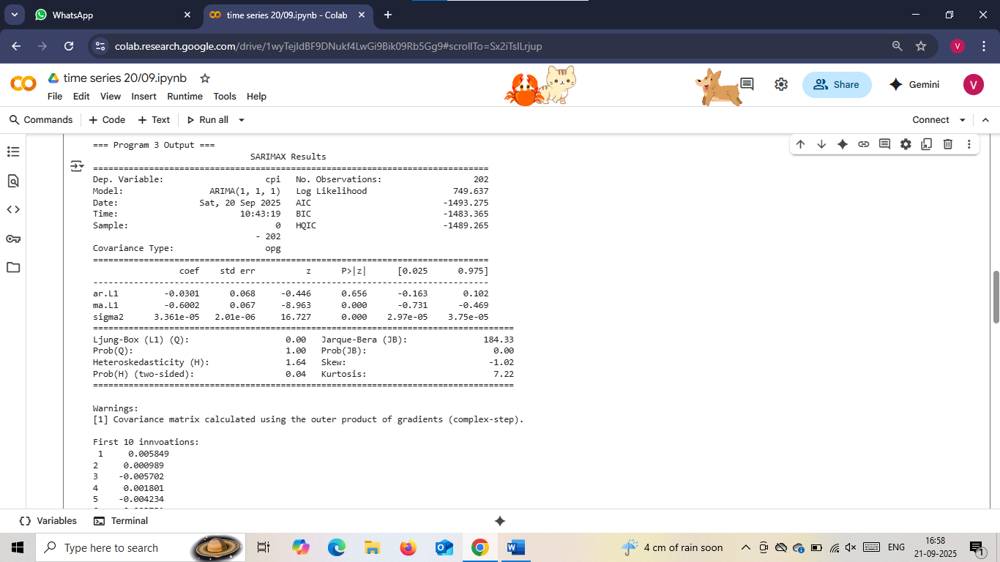 WhatsApp
time series 20/09.ipynb - Colab
colab.research.google.com/drive/1wyTejIdBF9DNukf4LwGi9Bik09Rb5Gg9#scrollTo=Sx2iTslLrjup
V
time series 20/09.ipynb
File Edit View Insert Runtime Tools Help
Share
Gemini
V
Commands + Code + Text Run all
Connect
=== Program 3 Output ===
SARIMAX Results
==============================================================================
Dep. Variable: cpi No. Observations: 202
Model: ARIMA(1, 1, 1) Log Likelihood 749.637
Date: Sat, 20 Sep 2025 AIC -1493.275
Time: 10:43:19 BIC -1483.365
Sample: 0 HQIC -1489.265
- 202
Covariance Type: opg
==============================================================================
coef std err z P>|z| [0.025 0.975]
------------------------------------------------------------------------------
ar.L1 -0.0301 0.068 -0.446 0.656 -0.163 0.102
ma.L1 -0.6002 0.067 -8.963 0.000 -0.731 -0.469
sigma2 3.361e-05 2.01e-06 16.727 0.000 2.97e-05 3.75e-05
===================================================================================
Ljung-Box (L1) (Q): 0.00 Jarque-Bera (JB): 184.33
Prob(Q): 1.00 Prob(JB): 0.00
Heteroskedasticity (H): 1.64 Skew: -1.02
Prob(H) (two-sided): 0.04 Kurtosis: 7.22
===================================================================================
Warnings:
[1] Covariance matrix calculated using the outer product of gradients (complex-step).
First 10 innvoations:
1 0.005849
2 0.000989
3 -0.005702
4 0.001801
5 -0.004234
Variables
Terminal
Type here to search
4 cm of rain soon
ENG
16:58
21-09-2025
1